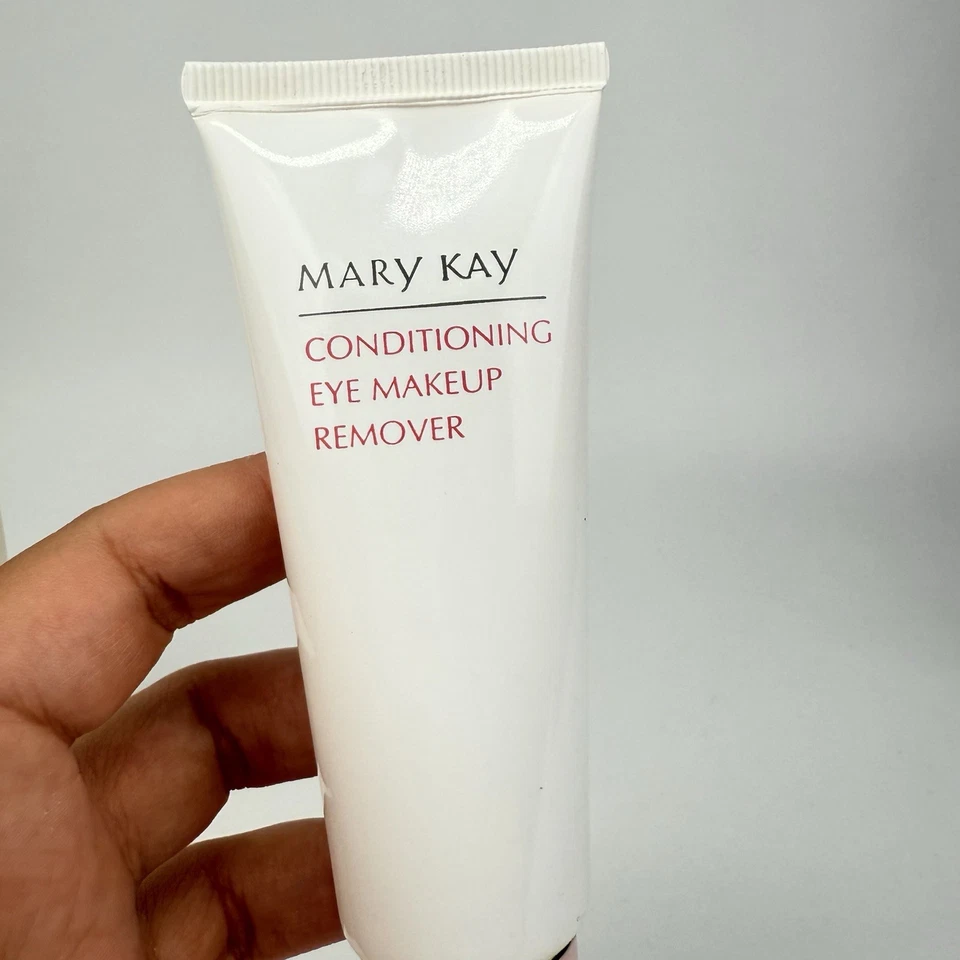 MARY KAY
CONDITIONING
EYE MAKEUP
REMOVER